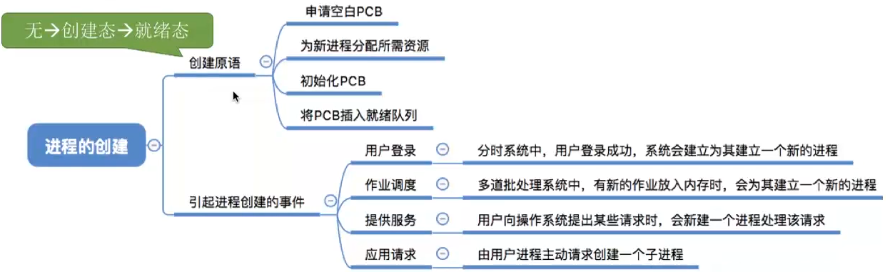 无→创建态→就绪态
进程的创建
创建原语
申请空白PCB
为新进程分配所需资源
初始化PCB
将PCB插入就绪队列
引起进程创建的事件
用户登录
分时系统中，用户登录成功，系统会建立为其建立一个新的进程
作业调度
多道批处理系统中，有新的作业放入内存时，会为其建立一个新的进程
提供服务
用户向操作系统提出某些请求时，会新建一个进程处理该请求
应用请求
由用户进程主动请求创建一个子进程